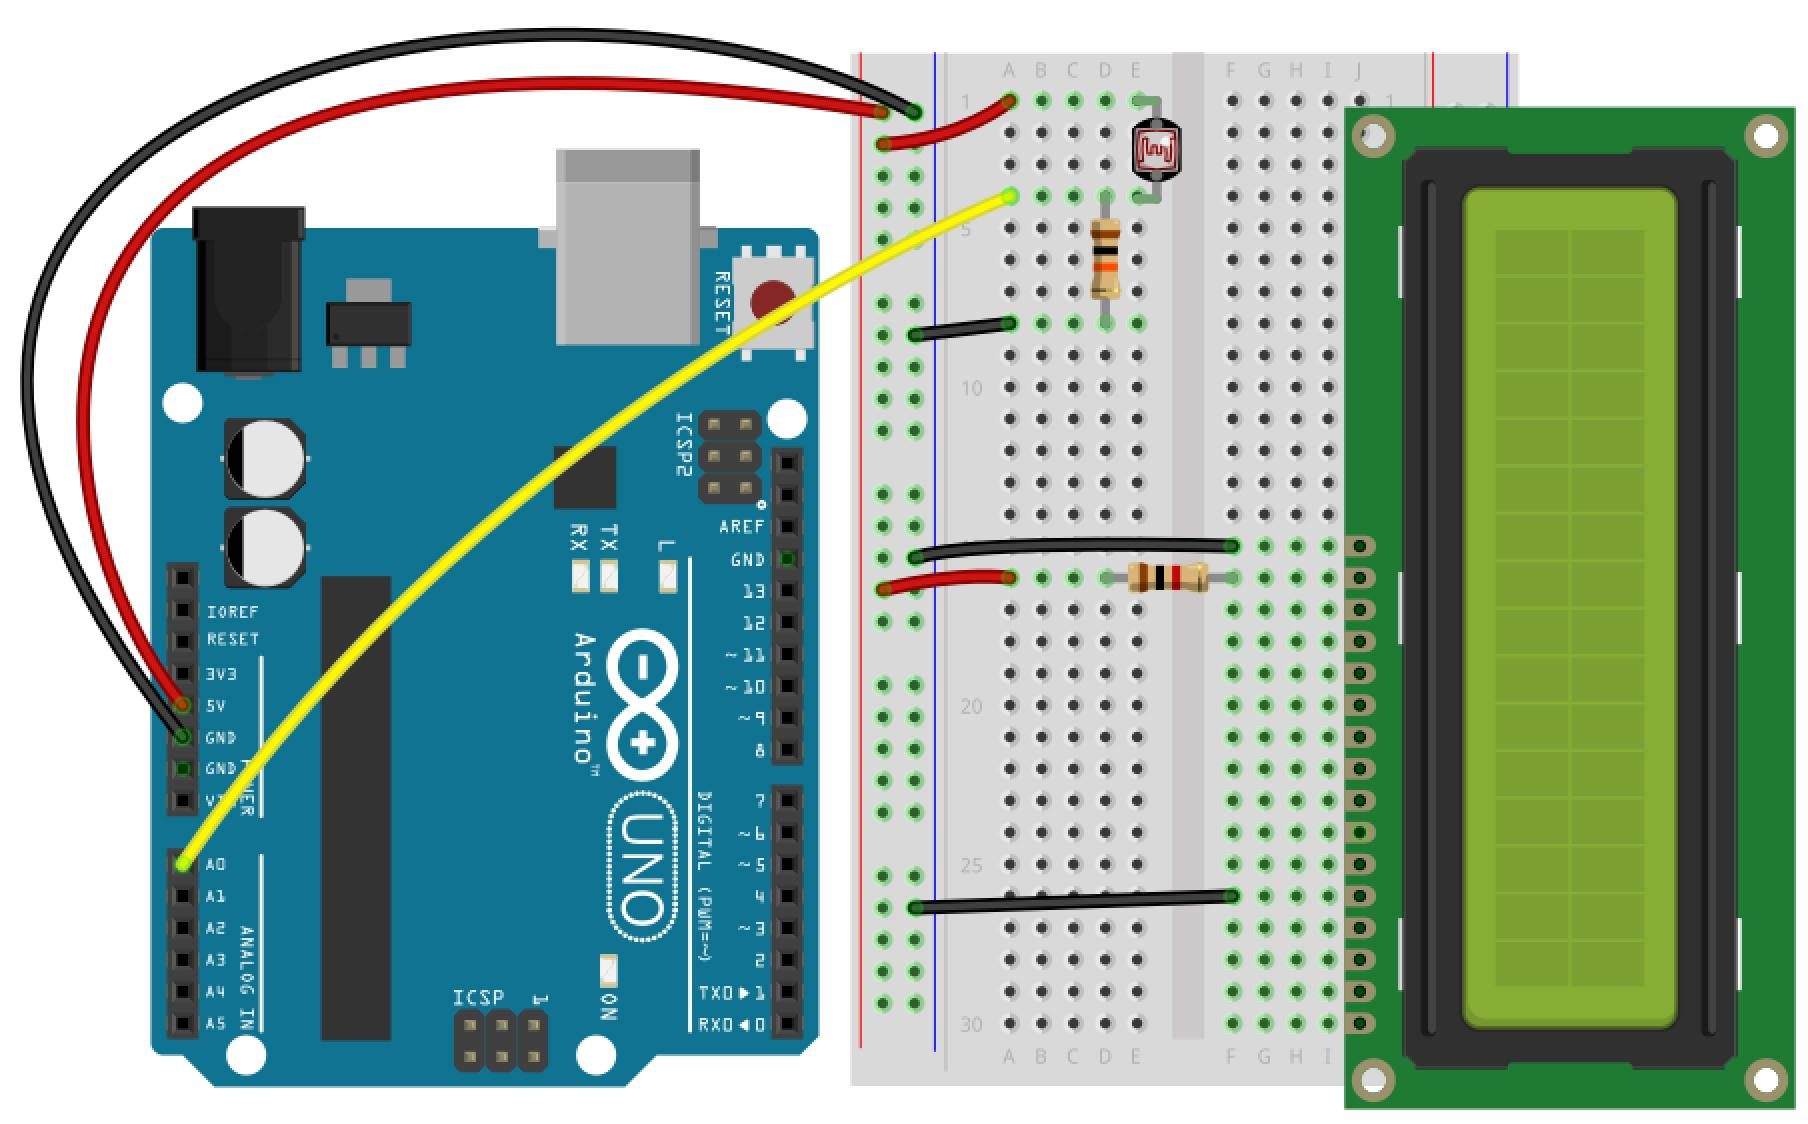 A B C D E F G H I J
1 1
5
10
20
25
30
A B C D E F G H I
RESET
ICSP2
AREF
GND
RX TX L
13
12
~11
~10
~9
8
7
~6
~5
4
~3
2
TX0▶1
RX0◀0
IOREF
RESET
3V3
5V
GND
GND
A0
A1
A2
A3
A4
A5
ANALOG IN
Arduino™
UNO
DIGITAL (PWM=~)
ICSP 1
ON